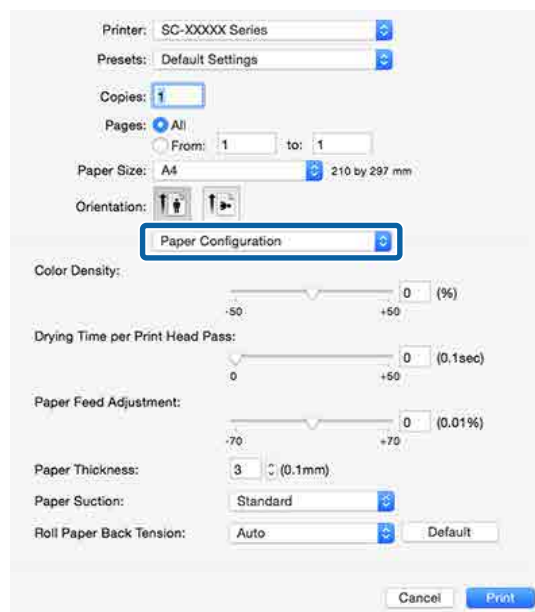 Printer: SC-XXXXX Series
Presets: Default Settings
Copies: 1
Pages: All
From: 1 to: 1
Paper Size: A4 210 by 297 mm
Orientation:
Paper Configuration
Color Density:
0 (%)
-50 +50
Drying Time per Print Head Pass:
0 (0.1sec)
0 +50
Paper Feed Adjustment:
0 (0.01%)
-70 +70
Paper Thickness: 3 (0.1mm)
Paper Suction: Standard
Roll Paper Back Tension: Auto Default
Cancel Print